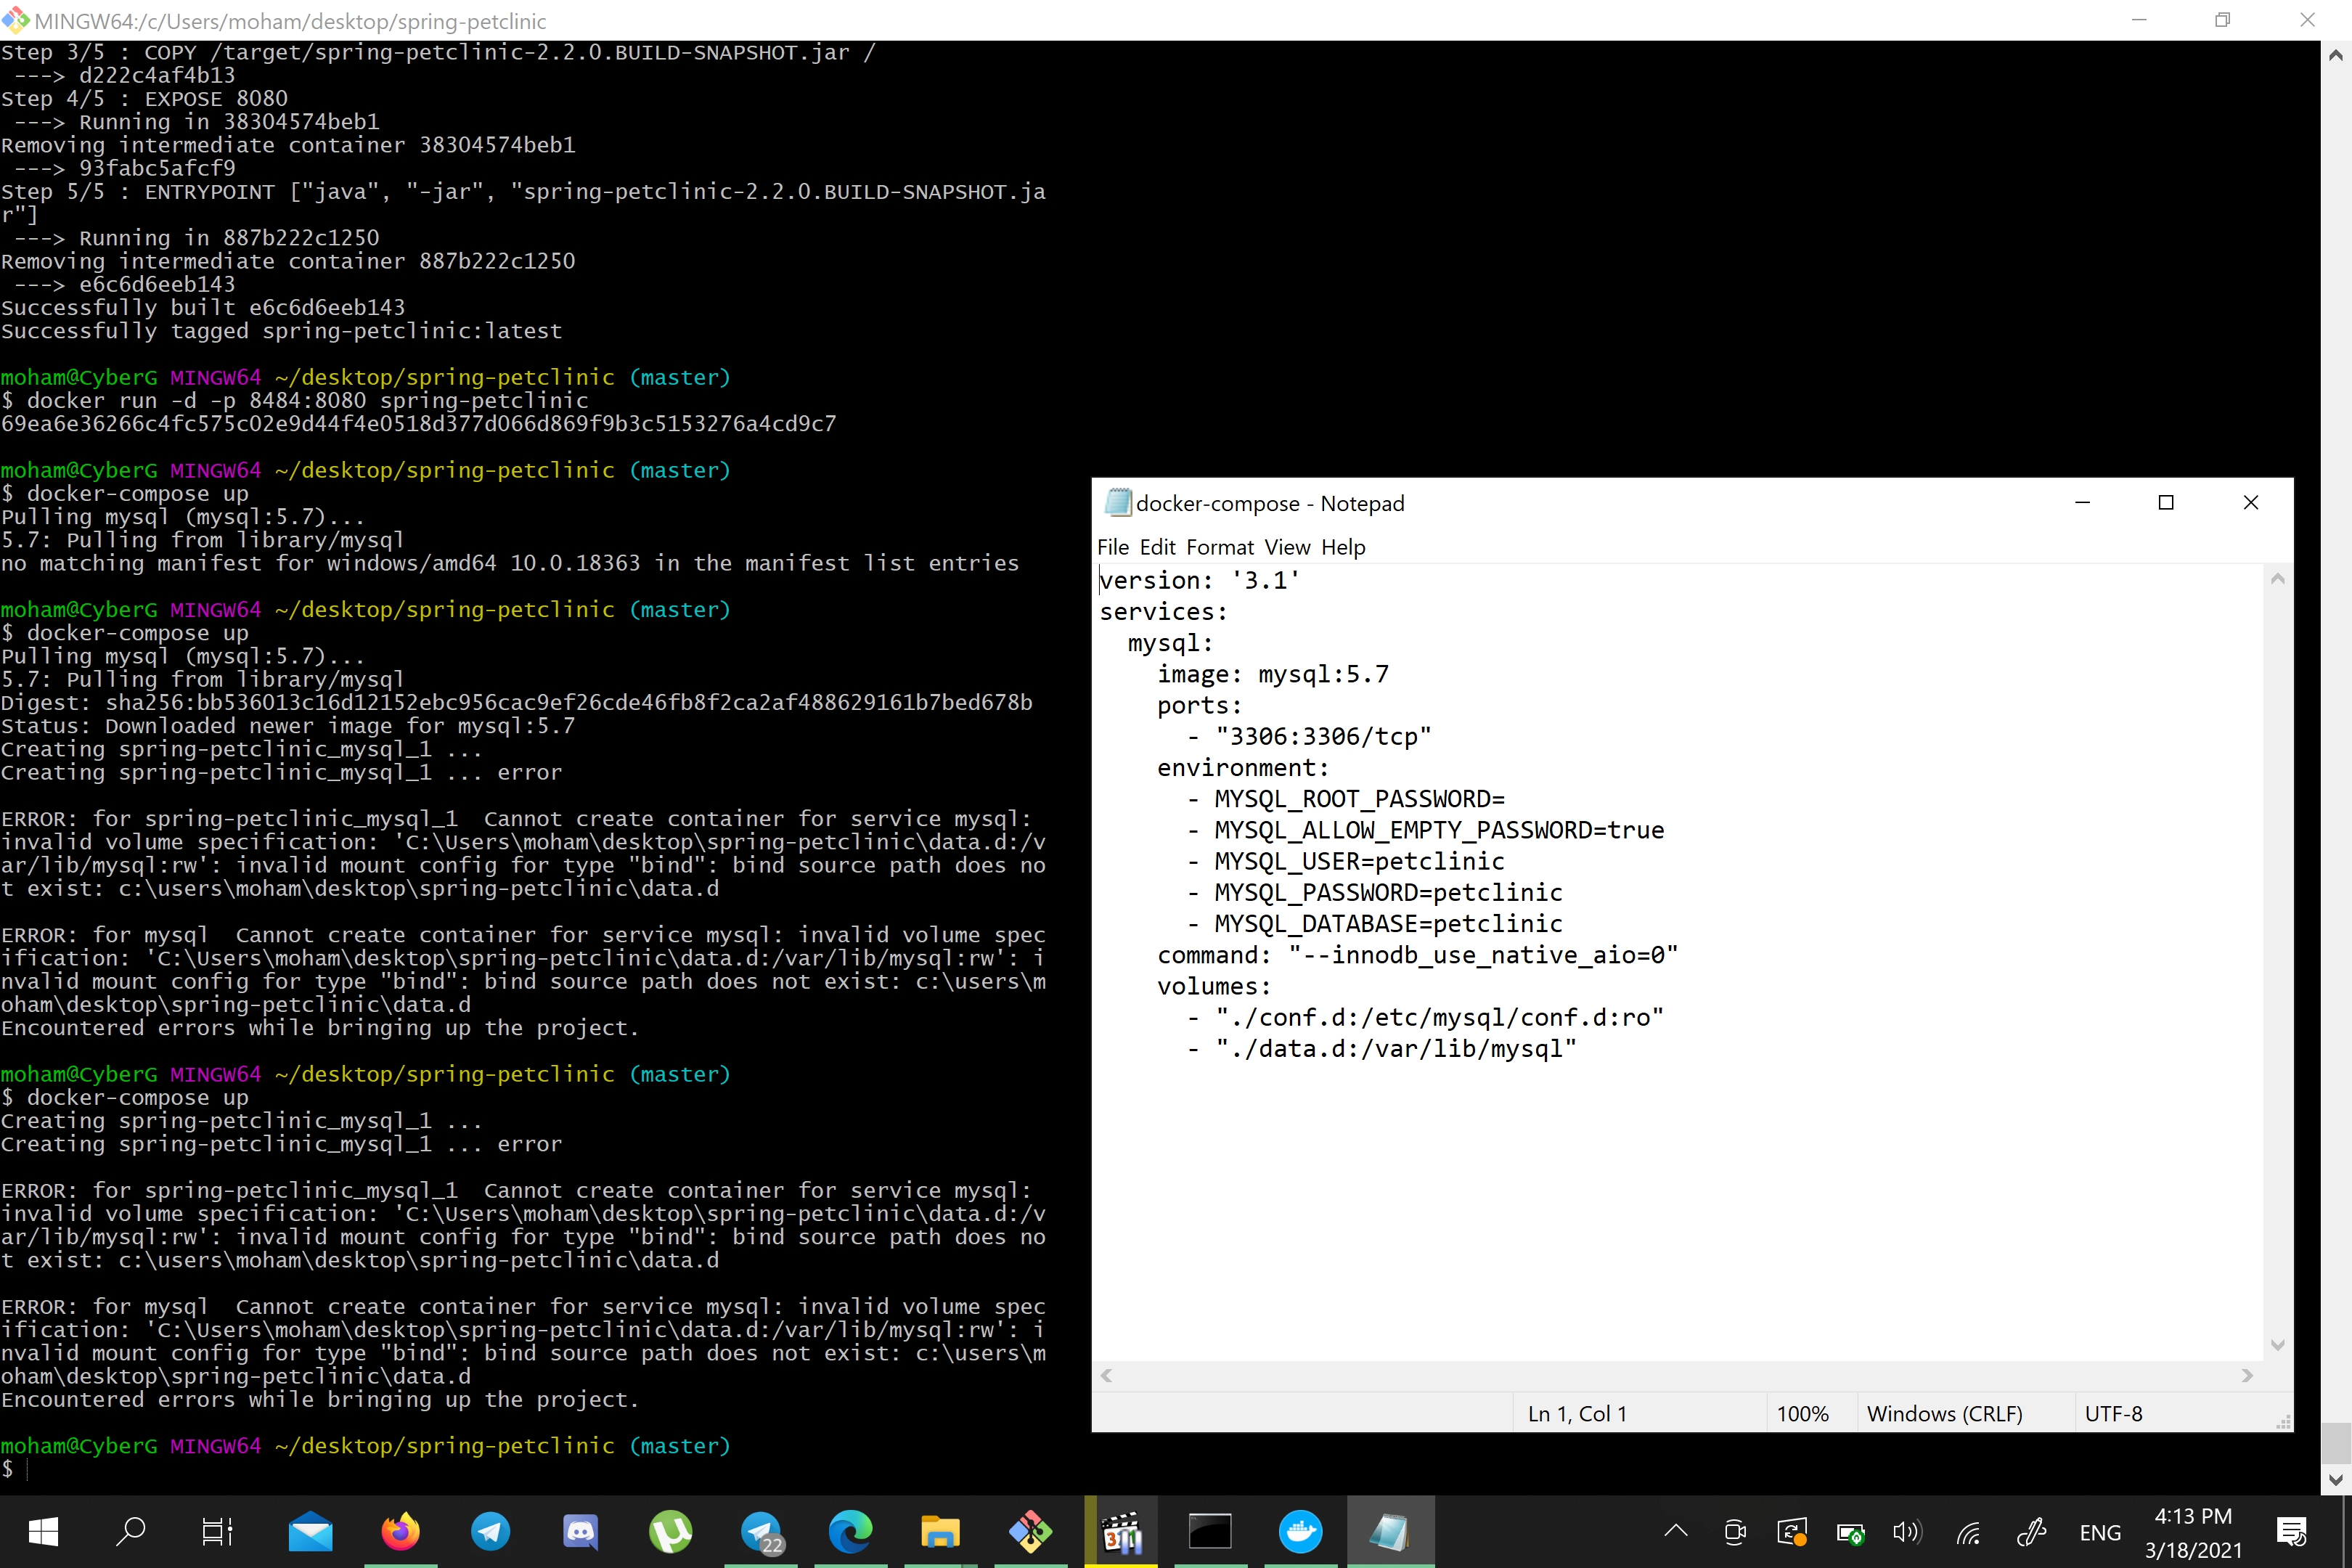 MINGW64:/c/Users/moham/desktop/spring-petclinic
Step 3/5 : COPY /target/spring-petclinic-2.2.0.BUILD-SNAPSHOT.jar /
 ---> d222c4af4b13
Step 4/5 : EXPOSE 8080
 ---> Running in 38304574beb1
Removing intermediate container 38304574beb1
 ---> 93fabc5afcf9
Step 5/5 : ENTRYPOINT ["java", "-jar", "spring-petclinic-2.2.0.BUILD-SNAPSHOT.ja
r"]
 ---> Running in 887b222c1250
Removing intermediate container 887b222c1250
 ---> e6c6d6eeb143
Successfully built e6c6d6eeb143
Successfully tagged spring-petclinic:latest
moham@CyberG MINGW64 ~/desktop/spring-petclinic (master)
$ docker run -d -p 8484:8080 spring-petclinic
69ea6e36266c4fc575c02e9d44f4e0518d377d066d869f9b3c5153276a4cd9c7
moham@CyberG MINGW64 ~/desktop/spring-petclinic (master)
$ docker-compose up
Pulling mysql (mysql:5.7)...
5.7: Pulling from library/mysql
no matching manifest for windows/amd64 10.0.18363 in the manifest list entries
moham@CyberG MINGW64 ~/desktop/spring-petclinic (master)
$ docker-compose up
Pulling mysql (mysql:5.7)...
5.7: Pulling from library/mysql
Digest: sha256:bb536013c16d12152ebc956cac9ef26cde46fb8f2ca2af488629161b7bed678b
Status: Downloaded newer image for mysql:5.7
Creating spring-petclinic_mysql_1 ...
Creating spring-petclinic_mysql_1 ... error
ERROR: for spring-petclinic_mysql_1  Cannot create container for service mysql:
invalid volume specification: 'C:\Users\moham\desktop\spring-petclinic\data.d:/v
ar/lib/mysql:rw': invalid mount config for type "bind": bind source path does no
t exist: c:\users\moham\desktop\spring-petclinic\data.d
ERROR: for mysql  Cannot create container for service mysql: invalid volume spec
ification: 'C:\Users\moham\desktop\spring-petclinic\data.d:/var/lib/mysql:rw': i
nvalid mount config for type "bind": bind source path does not exist: c:\users\m
oham\desktop\spring-petclinic\data.d
Encountered errors while bringing up the project.
moham@CyberG MINGW64 ~/desktop/spring-petclinic (master)
$ docker-compose up
Creating spring-petclinic_mysql_1 ...
Creating spring-petclinic_mysql_1 ... error
ERROR: for spring-petclinic_mysql_1  Cannot create container for service mysql:
invalid volume specification: 'C:\Users\moham\desktop\spring-petclinic\data.d:/v
ar/lib/mysql:rw': invalid mount config for type "bind": bind source path does no
t exist: c:\users\moham\desktop\spring-petclinic\data.d
ERROR: for mysql  Cannot create container for service mysql: invalid volume spec
ification: 'C:\Users\moham\desktop\spring-petclinic\data.d:/var/lib/mysql:rw': i
nvalid mount config for type "bind": bind source path does not exist: c:\users\m
oham\desktop\spring-petclinic\data.d
Encountered errors while bringing up the project.
moham@CyberG MINGW64 ~/desktop/spring-petclinic (master)
$
docker-compose - Notepad
File Edit Format View Help
version: '3.1'
services:
  mysql:
    image: mysql:5.7
    ports:
      - "3306:3306/tcp"
    environment:
      - MYSQL_ROOT_PASSWORD=
      - MYSQL_ALLOW_EMPTY_PASSWORD=true
      - MYSQL_USER=petclinic
      - MYSQL_PASSWORD=petclinic
      - MYSQL_DATABASE=petclinic
    command: "--innodb_use_native_aio=0"
    volumes:
      - "./conf.d:/etc/mysql/conf.d:ro"
      - "./data.d:/var/lib/mysql"
Ln 1, Col 1 100% Windows (CRLF) UTF-8
22
ENG
4:13 PM
3/18/2021